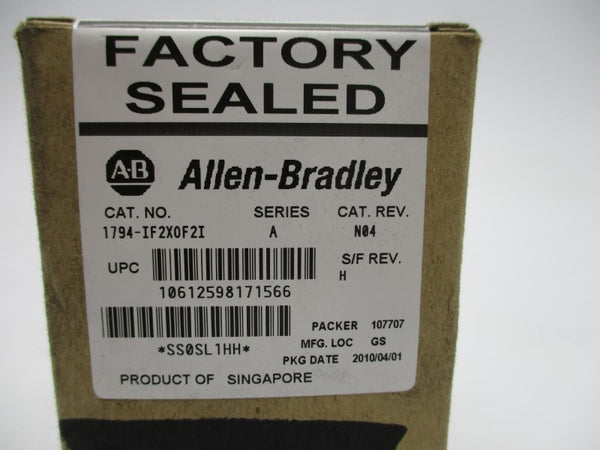 FACTORY
SEALED
A-B Allen-Bradley
CAT. NO. SERIES CAT. REV.
1794-IF2XOF2I A N04
UPC S/F REV.
H
10612598171566
PACKER 107707
*SS0SL1HH* MFG. LOC GS
PKG DATE 2010/04/01
PRODUCT OF SINGAPORE